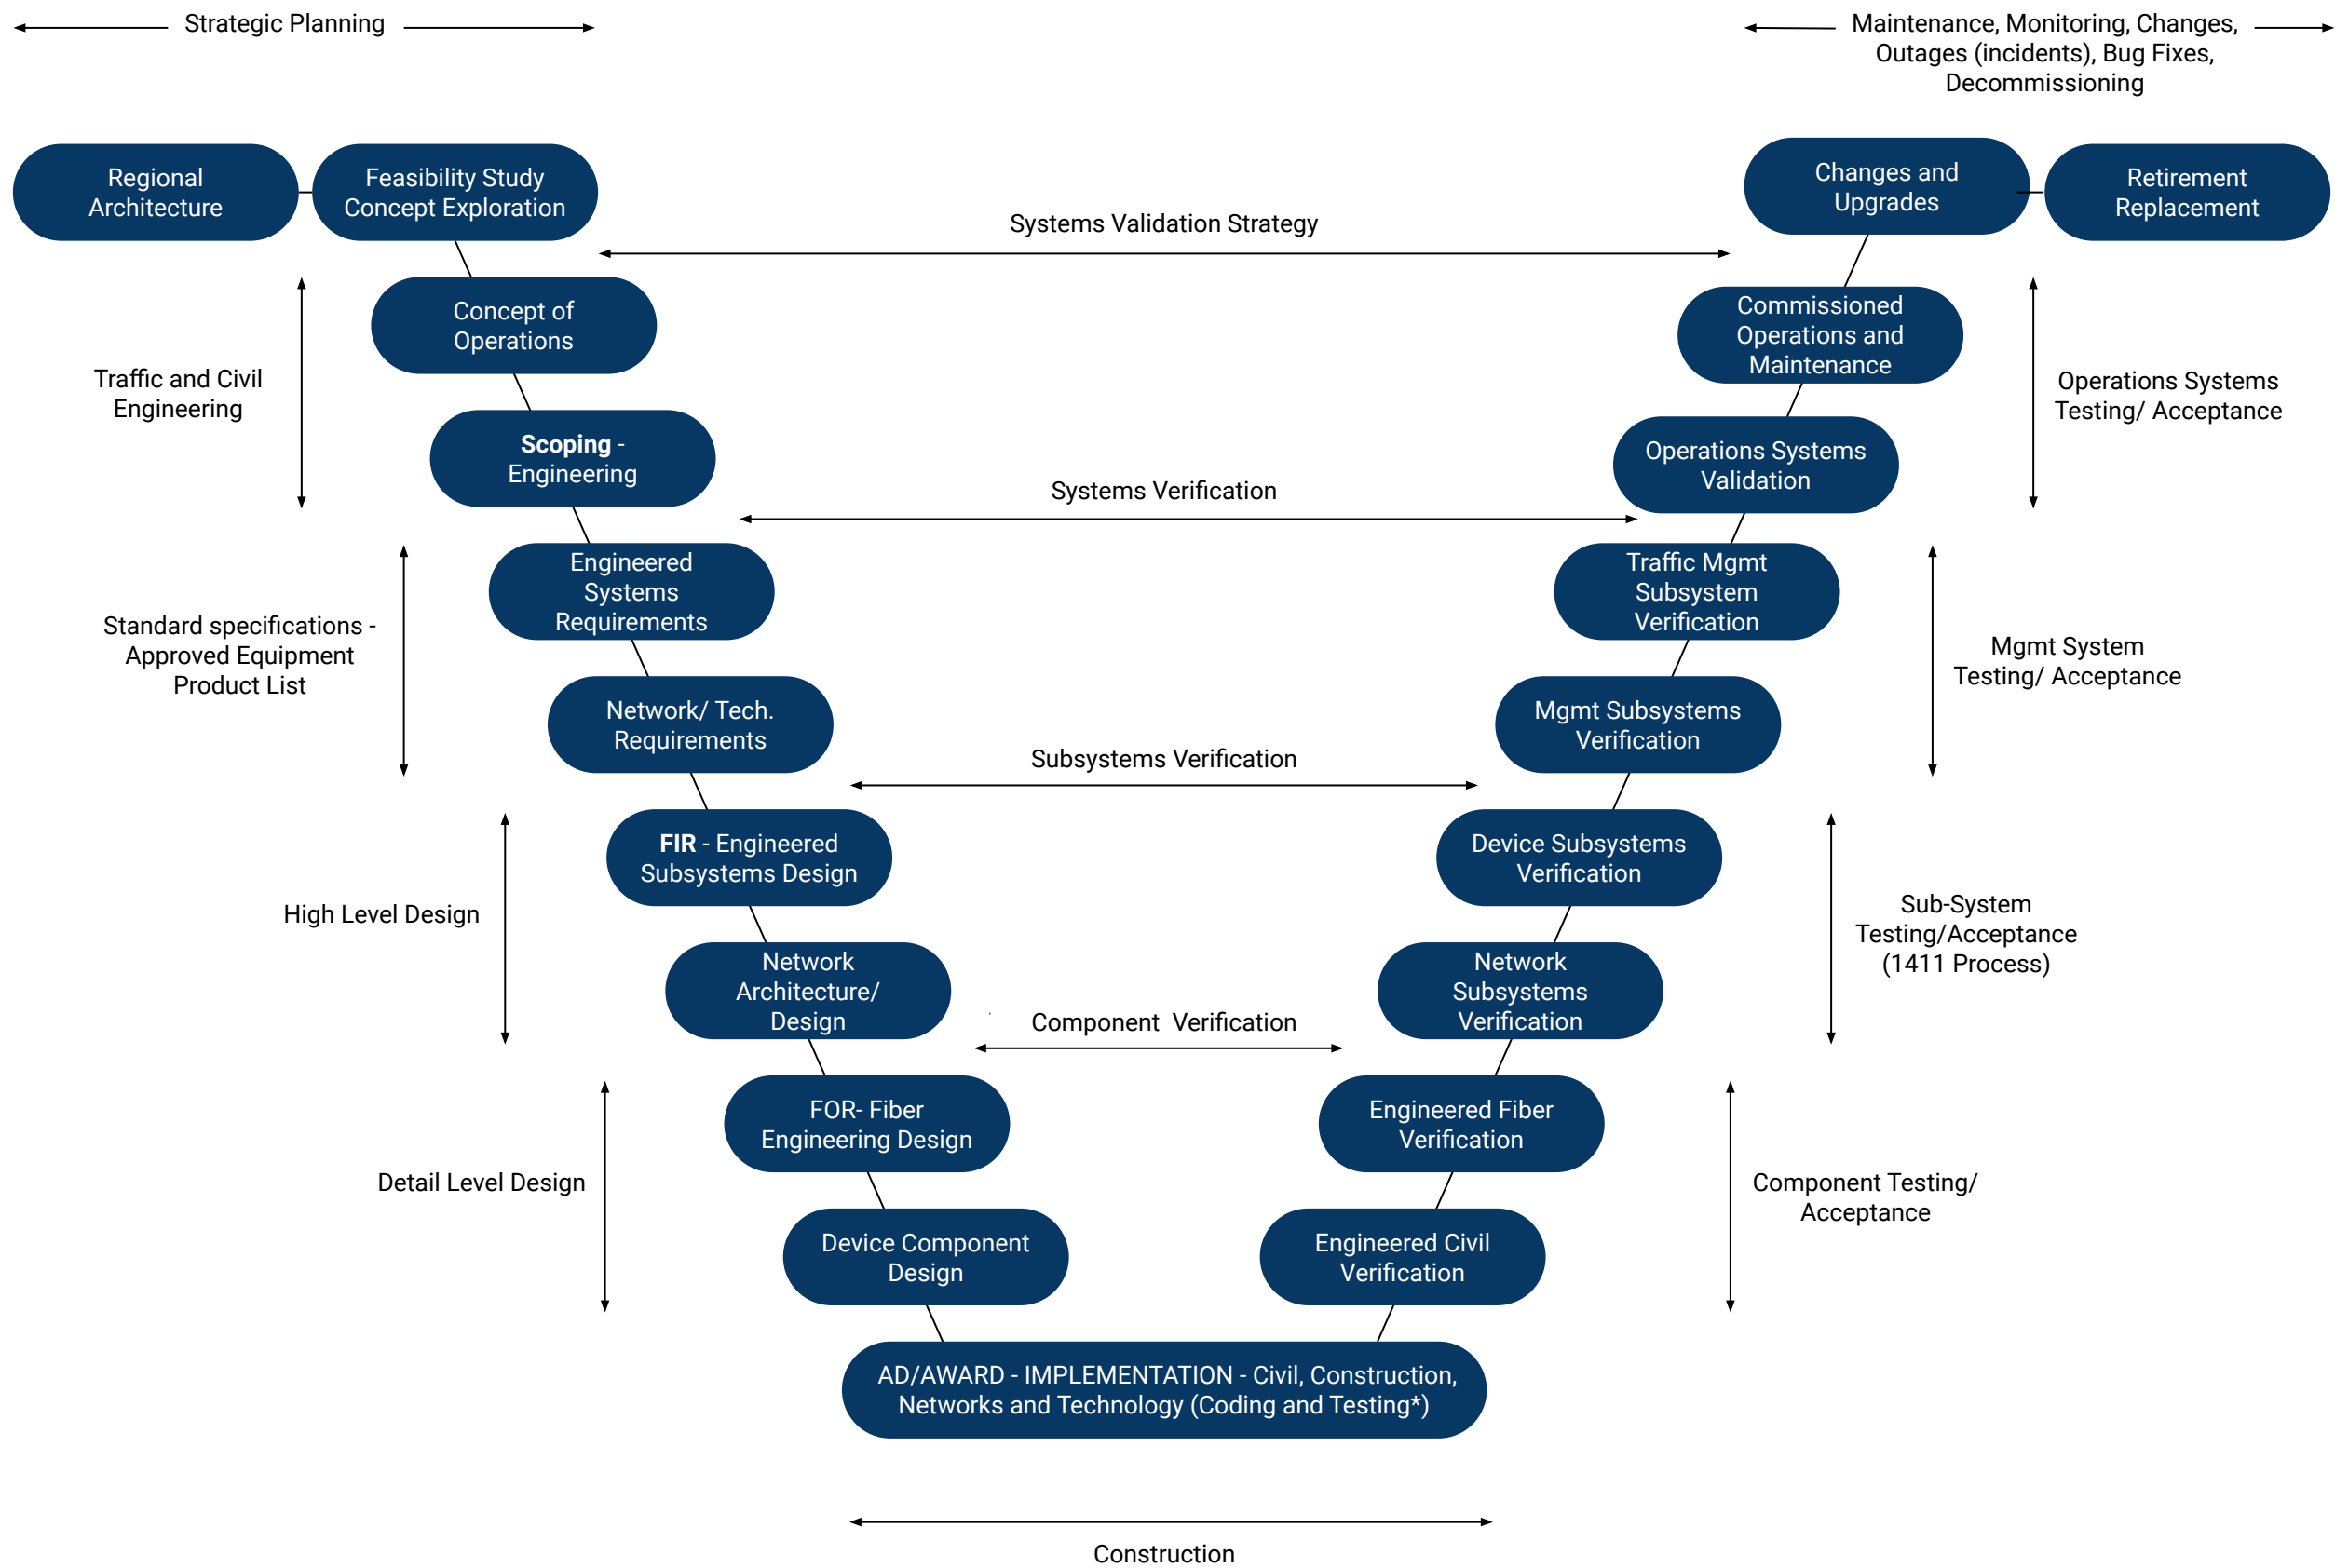 Strategic Planning
Maintenance, Monitoring, Changes,
Outages (incidents), Bug Fixes,
Decommissioning
Regional
Architecture
Feasibility Study
Concept Exploration
Changes and
Upgrades
Retirement
Replacement
Systems Validation Strategy
Concept of
Operations
Commissioned
Operations and
Maintenance
Traffic and Civil
Engineering
Operations Systems
Testing/ Acceptance
Scoping -
Engineering
Operations Systems
Validation
Systems Verification
Engineered
Systems
Requirements
Traffic Mgmt
Subsystem
Verification
Standard specifications -
Approved Equipment
Product List
Mgmt System
Testing/ Acceptance
Network/ Tech.
Requirements
Mgmt Subsystems
Verification
Subsystems Verification
FIR - Engineered
Subsystems Design
Device Subsystems
Verification
High Level Design
Sub-System
Testing/Acceptance
(1411 Process)
Network
Architecture/
Design
Network
Subsystems
Verification
Component  Verification
FOR- Fiber
Engineering Design
Engineered Fiber
Verification
Detail Level Design
Component Testing/
Acceptance
Device Component
Design
Engineered Civil
Verification
AD/AWARD - IMPLEMENTATION - Civil, Construction,
Networks and Technology (Coding and Testing*)
Construction